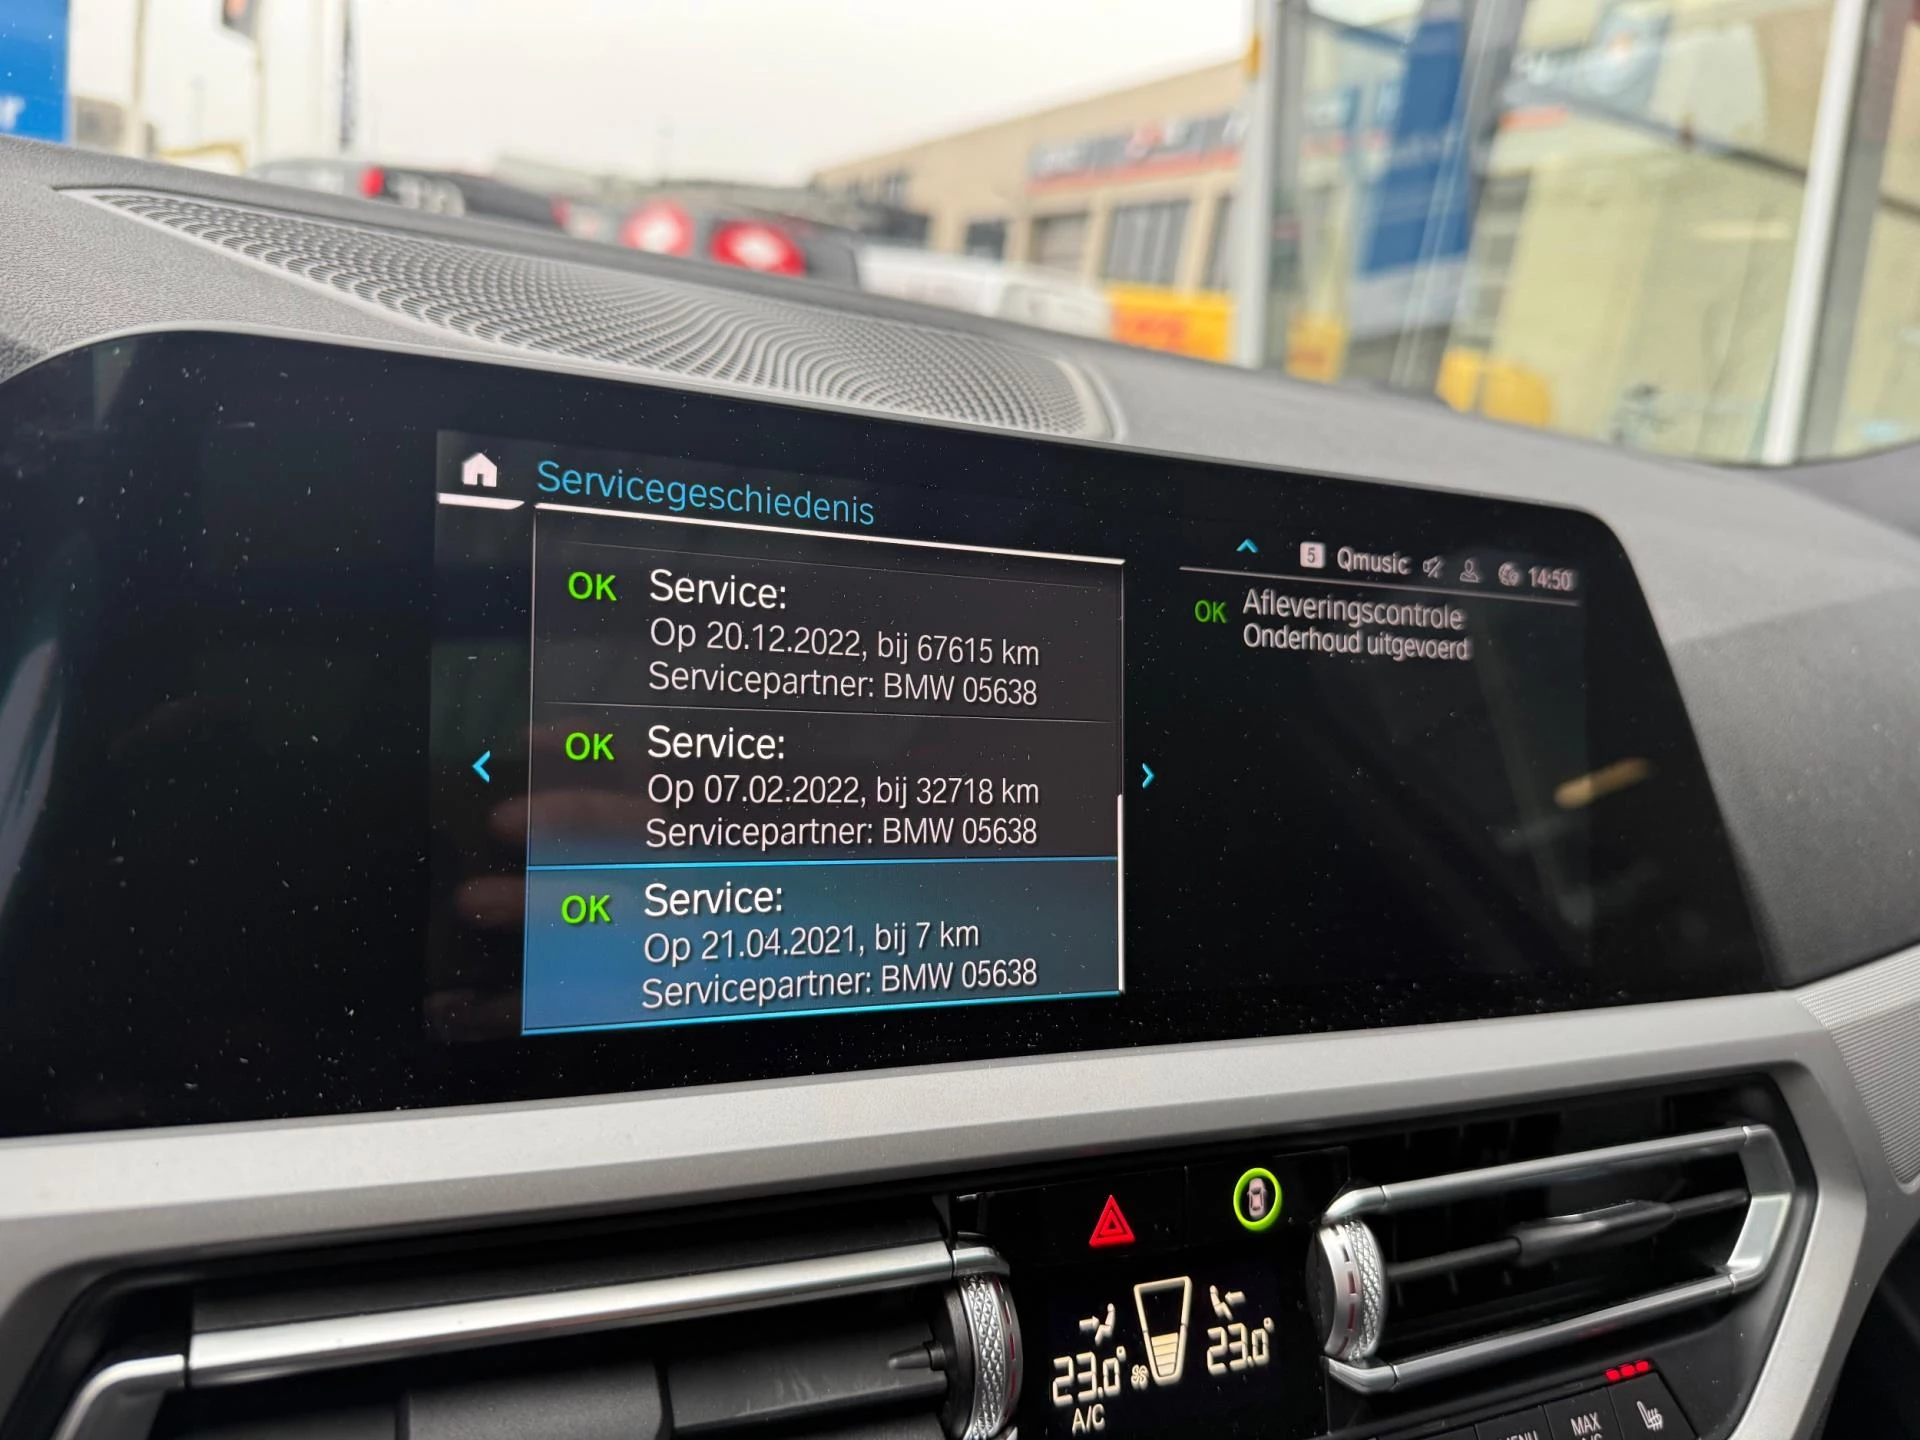 Servicegeschiedenis
5 Qmusic 14:50
OK Service:
Op 20.12.2022, bij 67615 km
Servicepartner: BMW 05638
OK Service:
Op 07.02.2022, bij 32718 km
Servicepartner: BMW 05638
OK Service:
Op 21.04.2021, bij 7 km
Servicepartner: BMW 05638
OK Afleveringscontrole
Onderhoud uitgevoerd
23.0°
23.0°
A/C
MENU
MAX
A/C